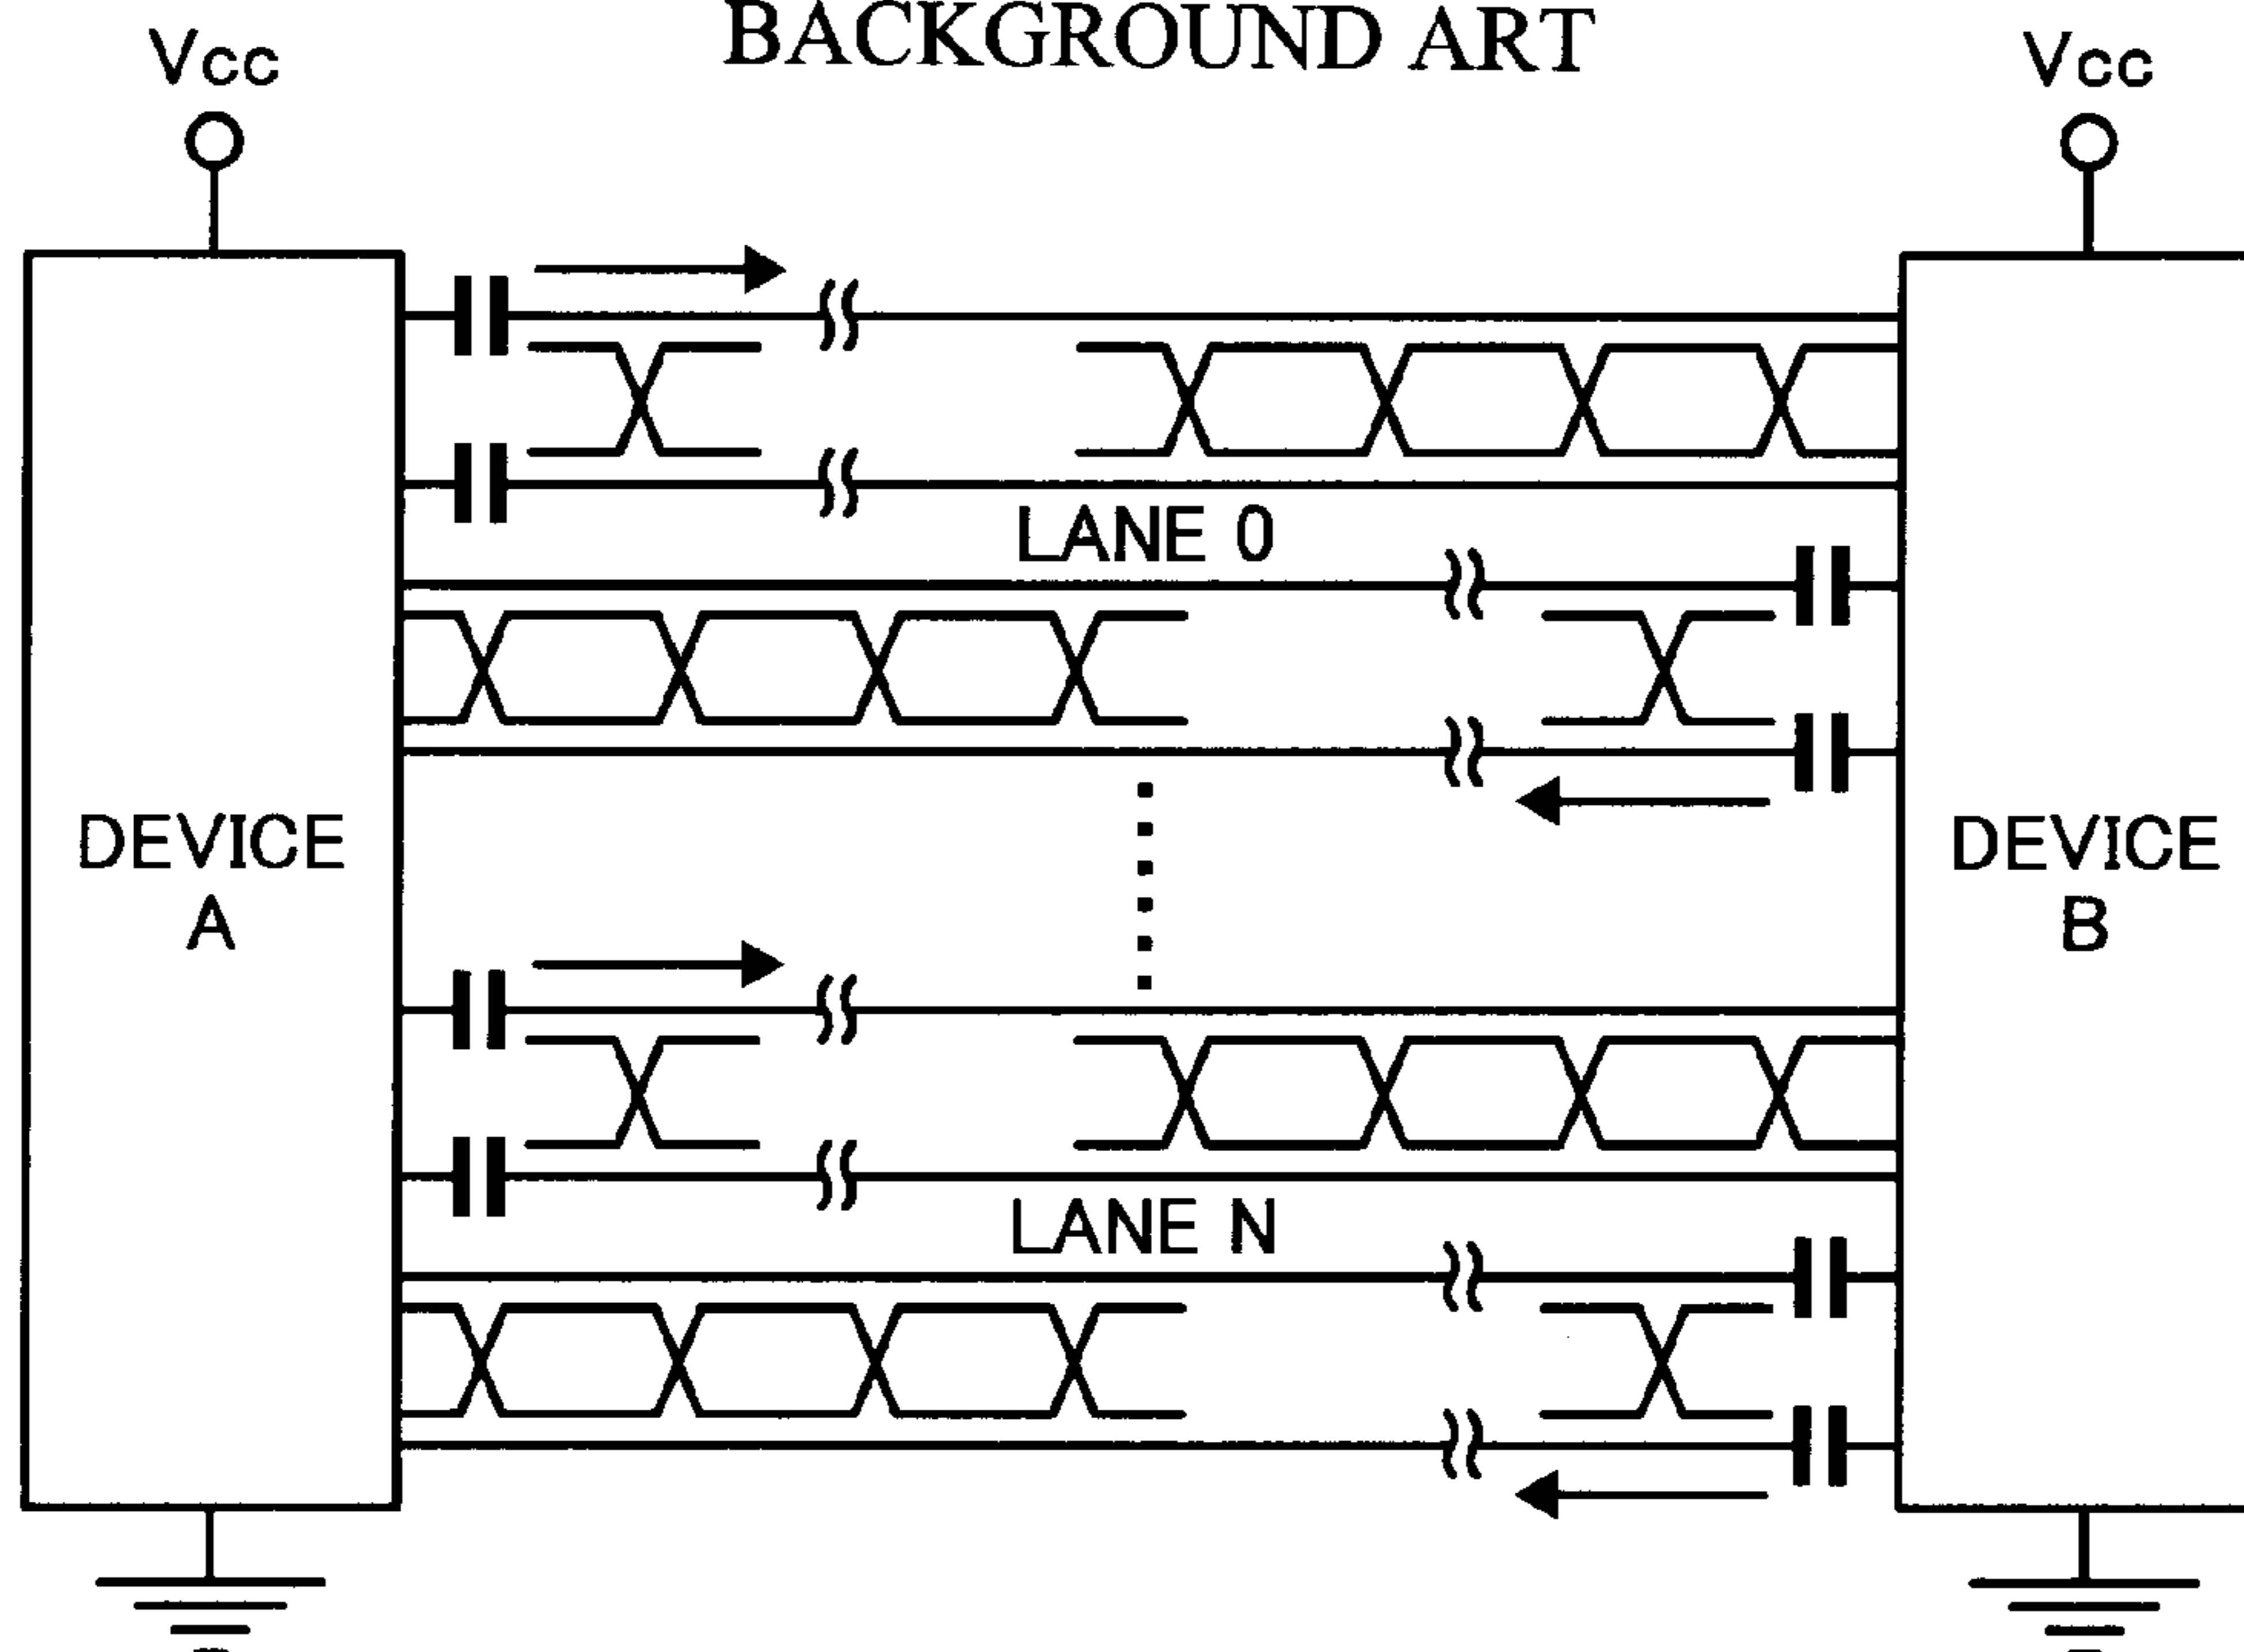 BACKGROUND ART
Vcc
Vcc
LANE 0
DEVICE
A
DEVICE
B
LANE N